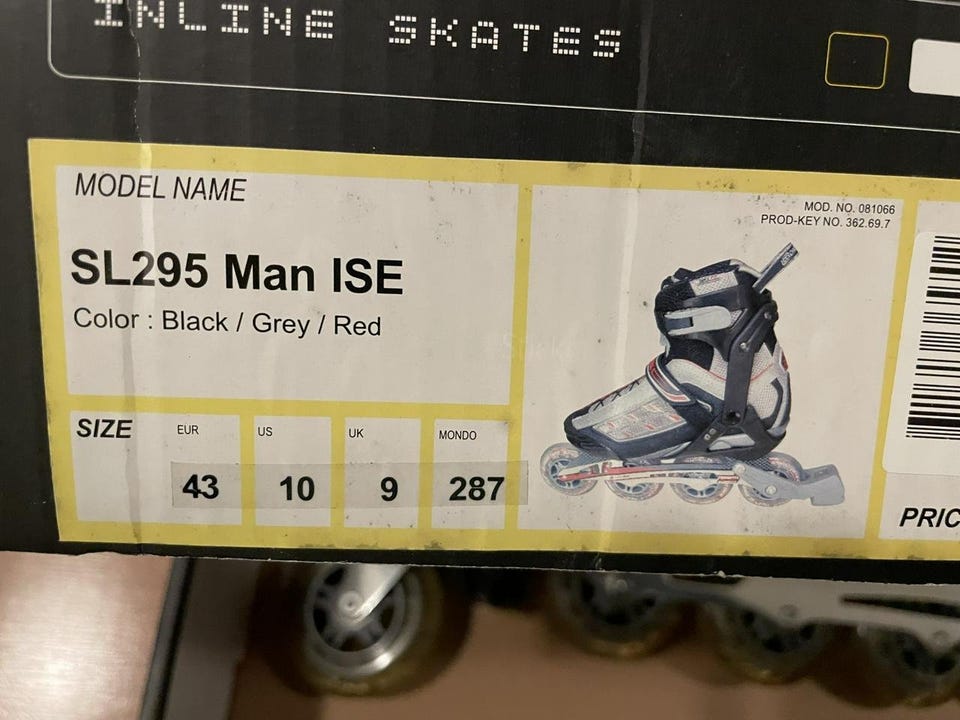 INLINE SKATES
MODEL NAME
SL295 Man ISE
Color : Black / Grey / Red
MOD. NO. 081066
PROD-KEY NO. 362.69.7
SIZE
EUR
US
UK
MONDO
43
10
9
287
PRIC